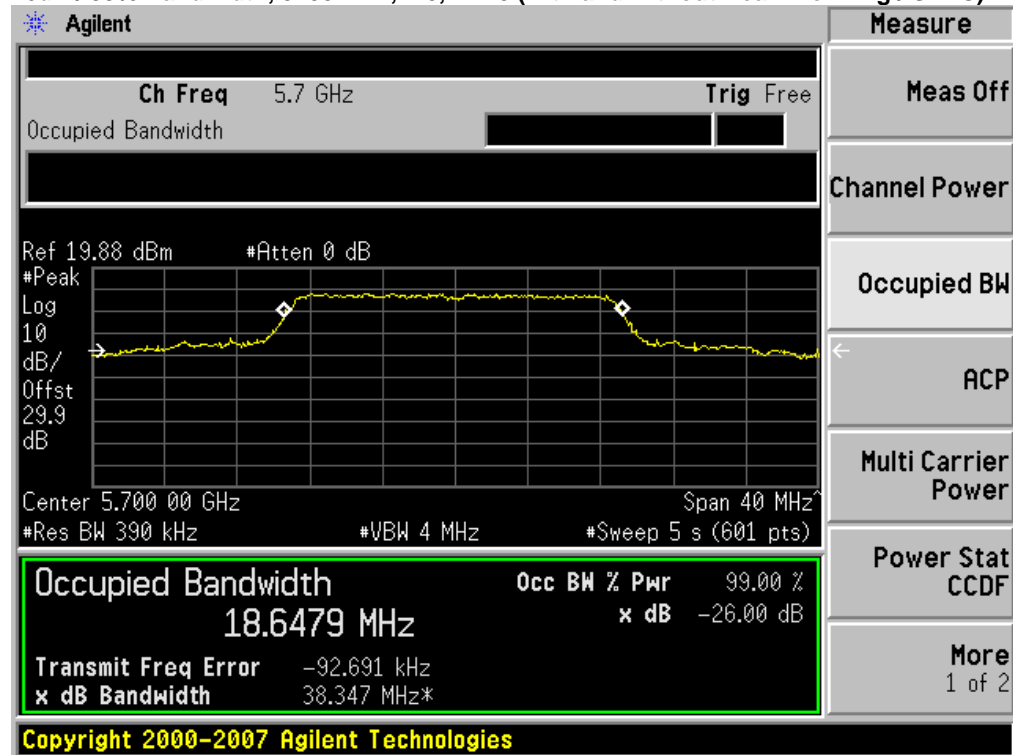 Agilent
Measure
Ch Freq 5.7 GHz Trig Free
Occupied Bandwidth
Meas Off
Channel Power
Occupied BW
ACP
Multi Carrier
Power
Power Stat
CCDF
More
1 of 2
Ref 19.88 dBm #Atten 0 dB
#Peak
Log
10
dB/
Offst
29.9
dB
Center 5.700 00 GHz Span 40 MHz^
#Res BW 390 kHz #VBW 4 MHz #Sweep 5 s (601 pts)
Occupied Bandwidth Occ BW % Pwr 99.00 %
18.6479 MHz x dB -26.00 dB
Transmit Freq Error -92.691 kHz
x dB Bandwidth 38.347 MHz*
Copyright 2000-2007 Agilent Technologies